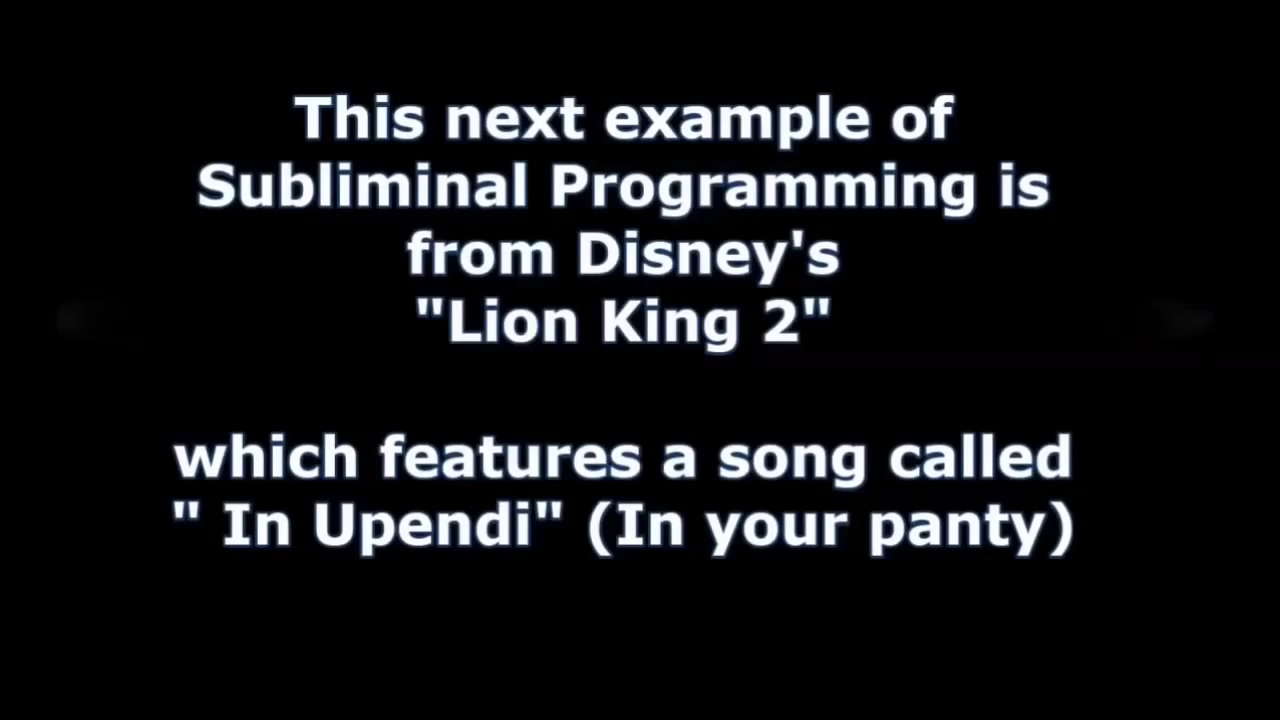 This next example of
Subliminal Programming is
from Disney's
"Lion King 2"
which features a song called
" In Upendi" (In your panty)